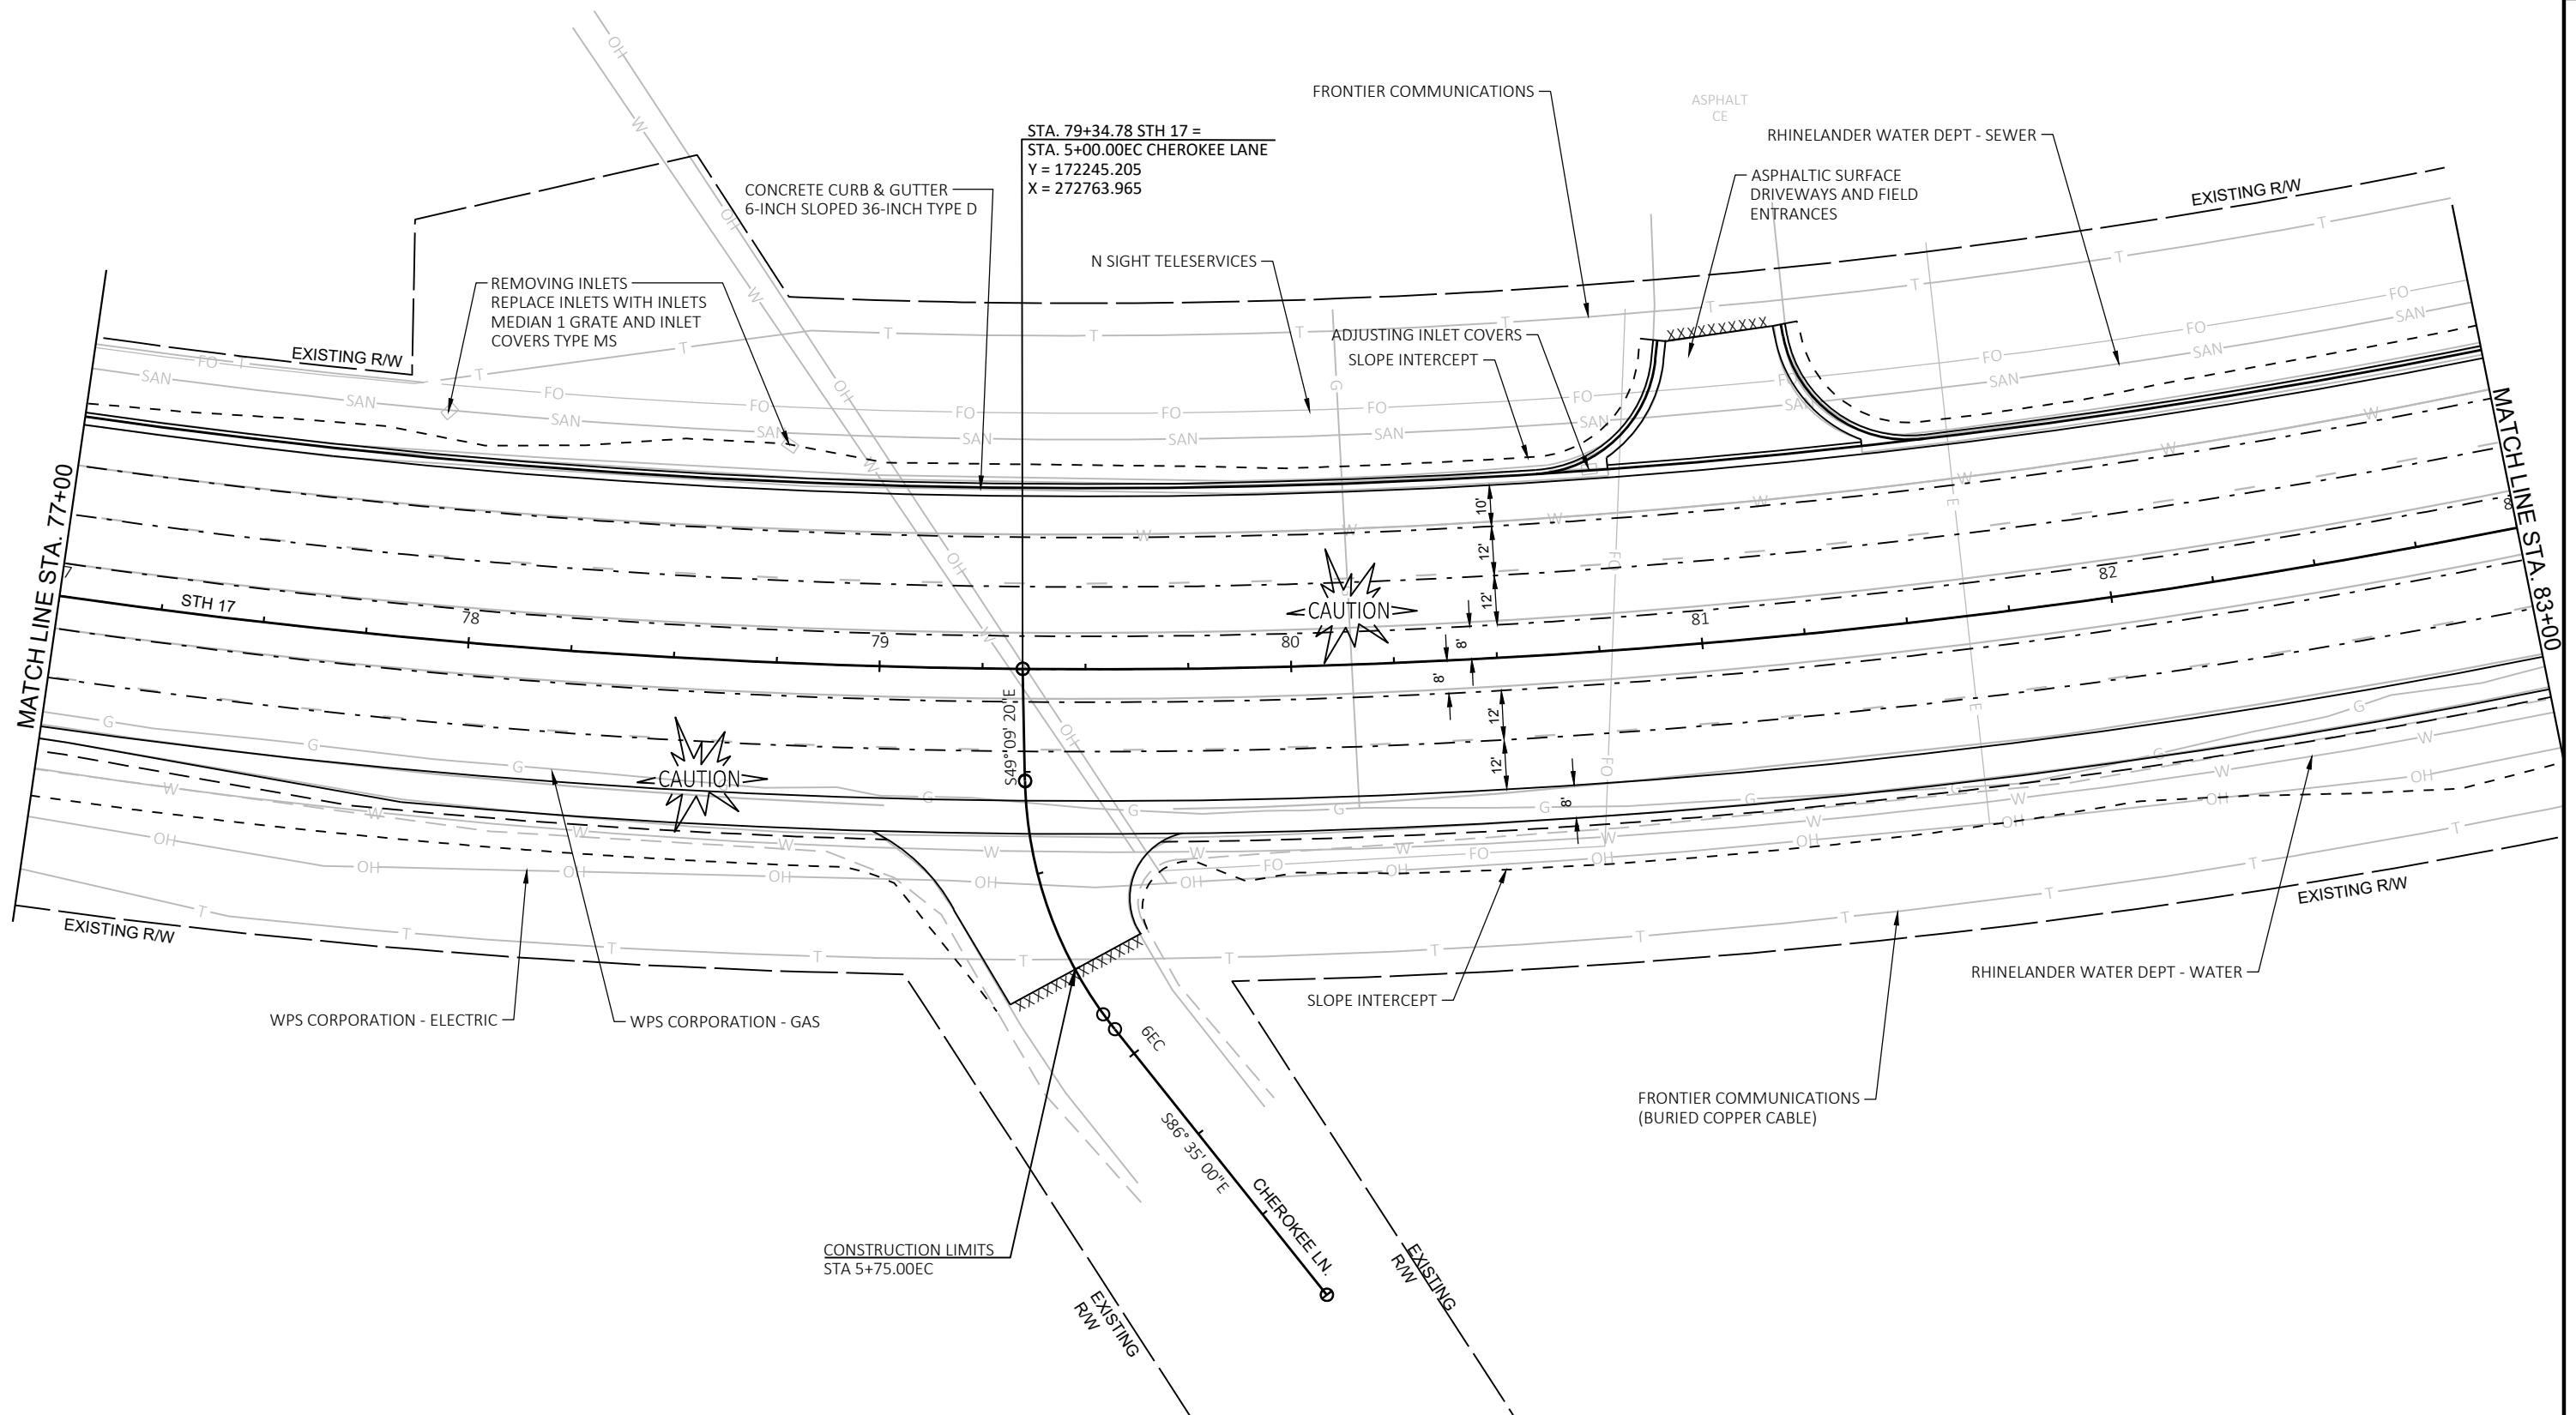 FRONTIER COMMUNICATIONS
ASPHALT
CE
RHINELANDER WATER DEPT - SEWER
STA. 79+34.78 STH 17 =
STA. 5+00.00EC CHEROKEE LANE
Y = 172245.205
X = 272763.965
CONCRETE CURB & GUTTER
6-INCH SLOPED 36-INCH TYPE D
ASPHALTIC SURFACE
DRIVEWAYS AND FIELD
ENTRANCES
EXISTING R/W
N SIGHT TELESERVICES
REMOVING INLETS
REPLACE INLETS WITH INLETS
MEDIAN 1 GRATE AND INLET
COVERS TYPE MS
ADJUSTING INLET COVERS
SLOPE INTERCEPT
EXISTING R/W
XXXXXXXXXX
MATCH LINE STA. 77+00
MATCH LINE STA. 83+00
STH 17
7
78
79
80
81
82
8
10'
12'
12'
8'
8'
12'
12'
8'
CAUTION
CAUTION
S49° 09' 20"E
EXISTING R/W
EXISTING R/W
WPS CORPORATION - ELECTRIC
WPS CORPORATION - GAS
SLOPE INTERCEPT
RHINELANDER WATER DEPT - WATER
6EC
S86° 35' 00"E
CHEROKEE LN.
FRONTIER COMMUNICATIONS
(BURIED COPPER CABLE)
CONSTRUCTION LIMITS
STA 5+75.00EC
EXISTING
R/W
EXISTING
R/W
OH
W
T
FO
SAN
G
E